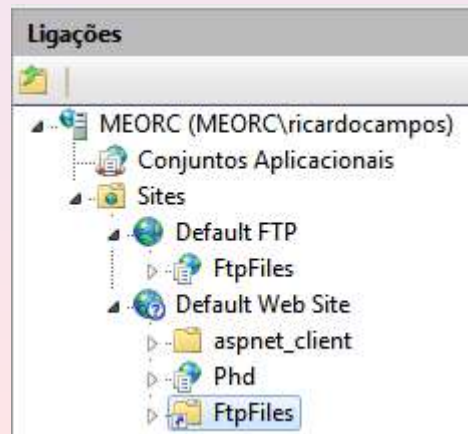 Ligações
MEORC (MEORC\ricardocampos)
Conjuntos Aplicacionais
Sites
Default FTP
FtpFiles
Default Web Site
aspnet_client
Phd
FtpFiles